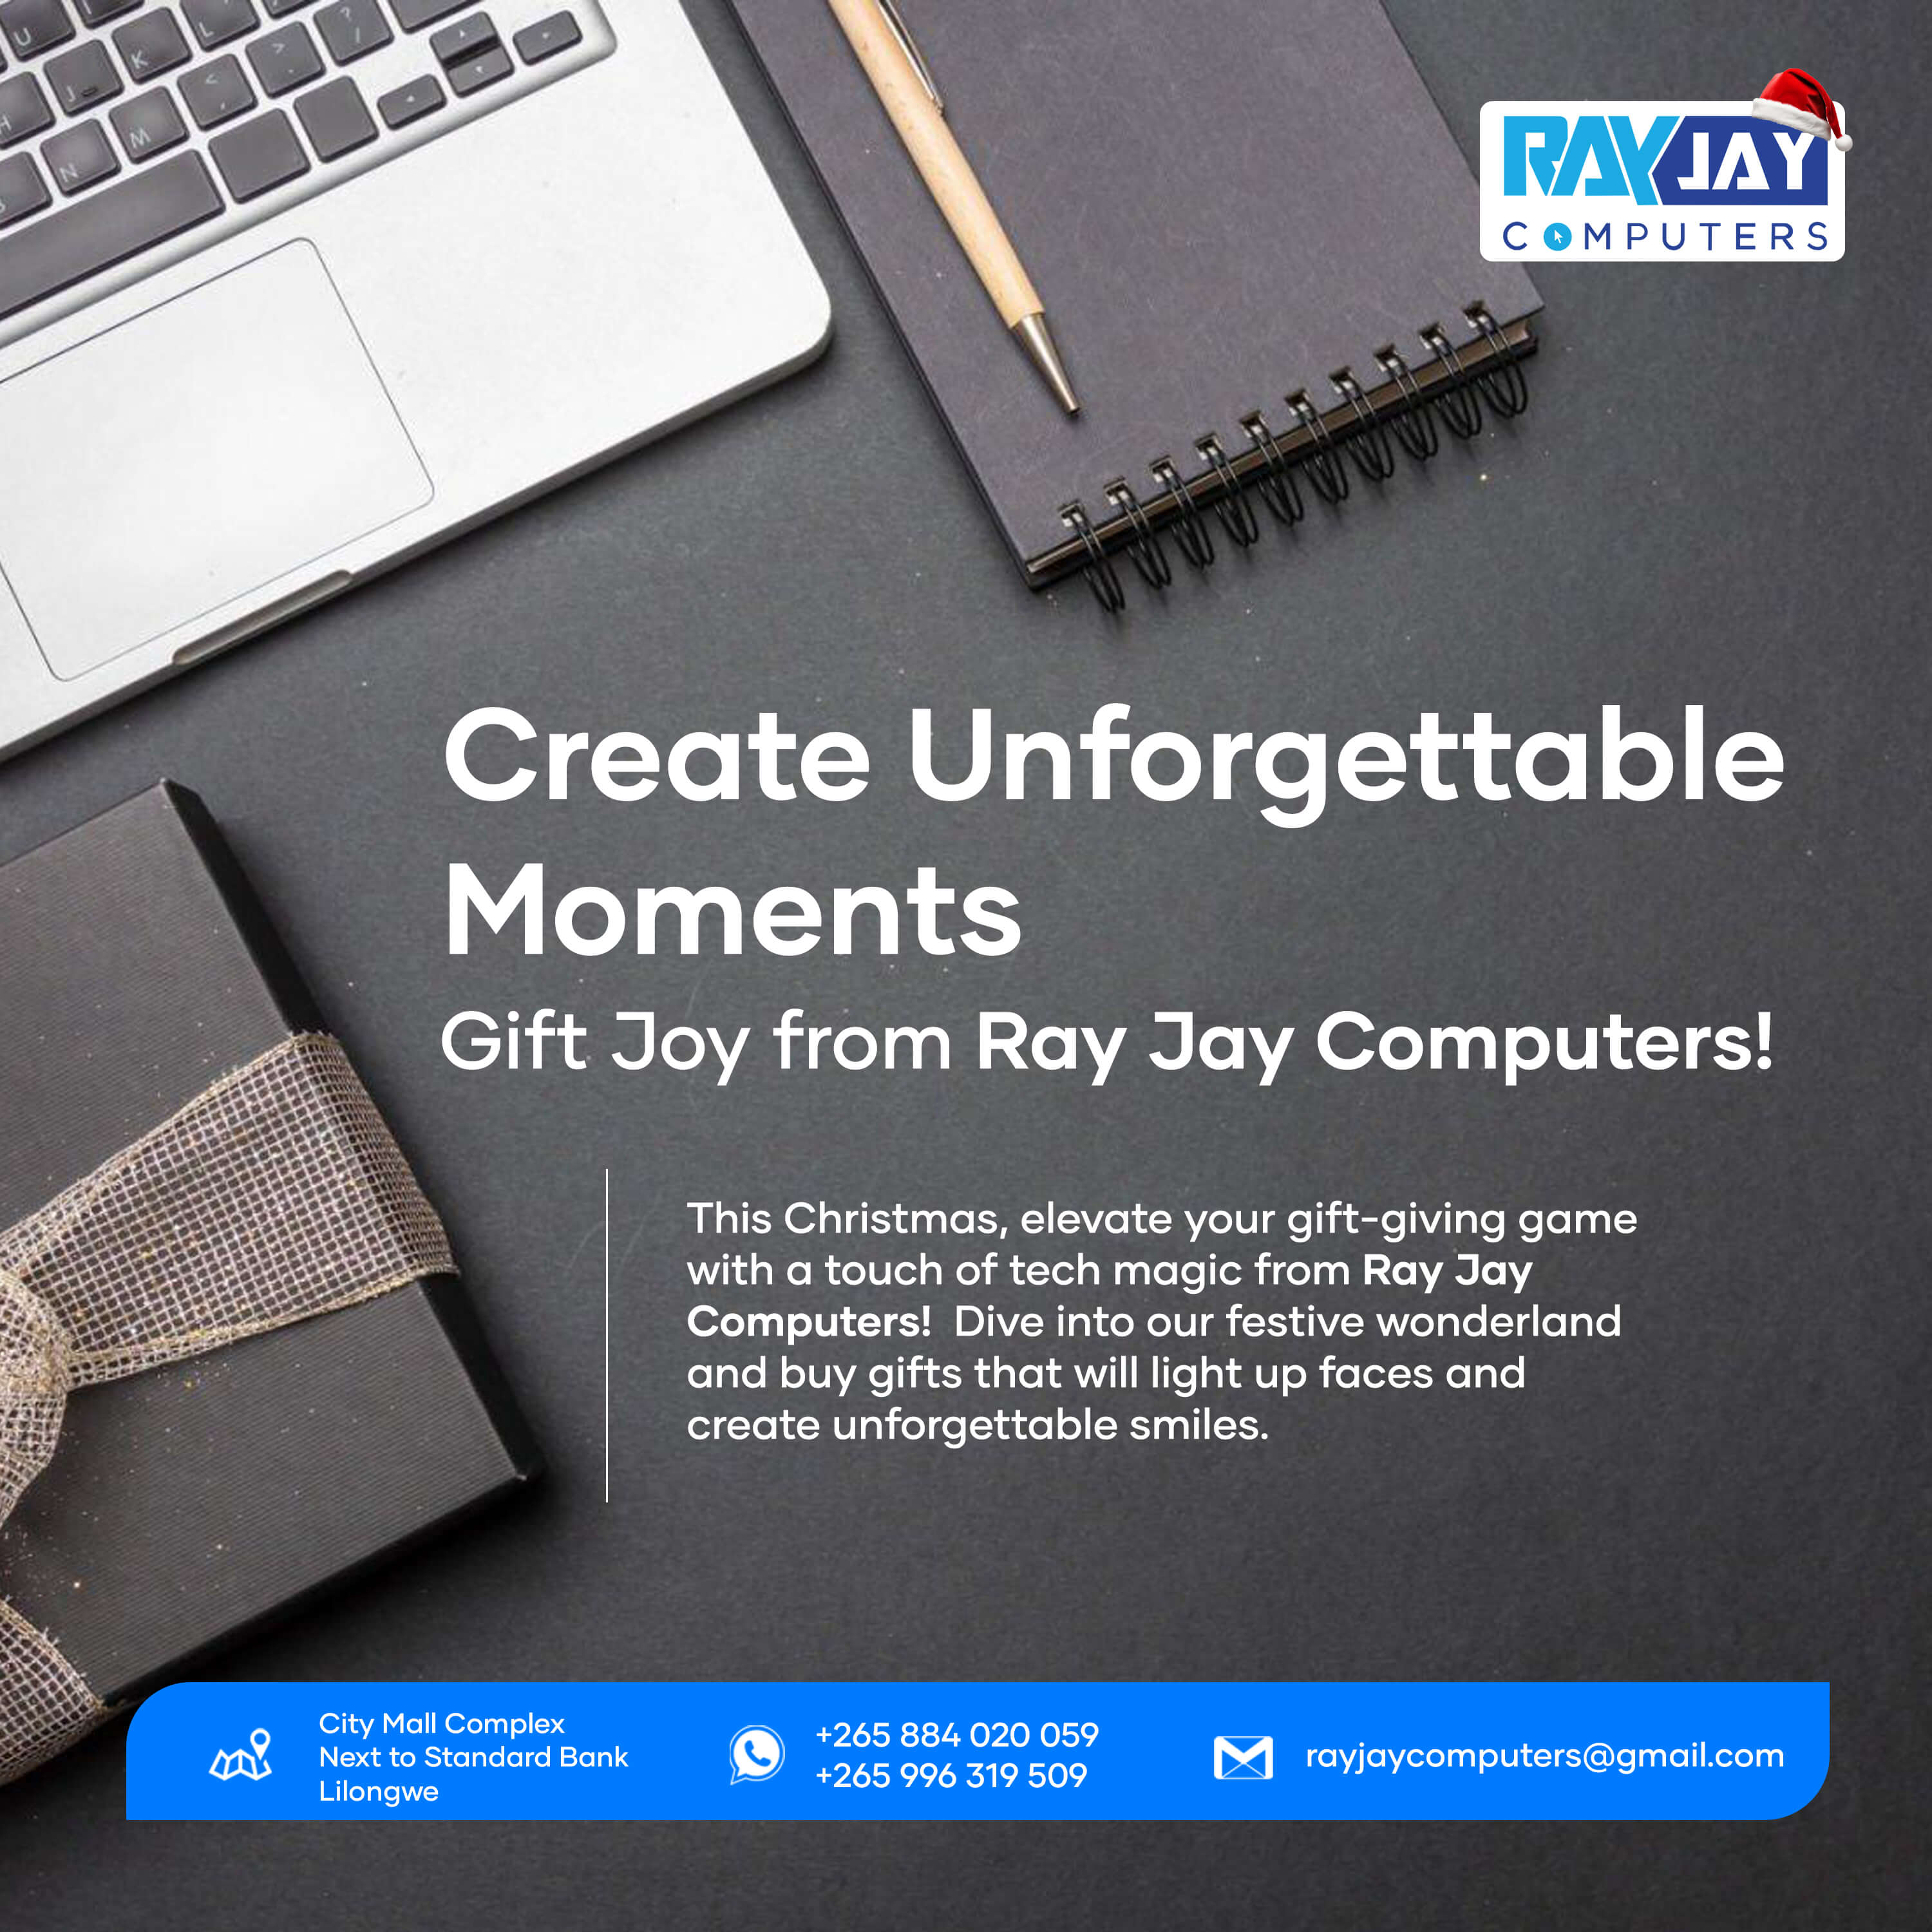 U
K
L
>
?
/
J
<
,
H
M
N
RAYJAY
COMPUTERS
Create Unforgettable
Moments
Gift Joy from Ray Jay Computers!
This Christmas, elevate your gift-giving game
with a touch of tech magic from Ray Jay
Computers! Dive into our festive wonderland
and buy gifts that will light up faces and
create unforgettable smiles.
City Mall Complex
Next to Standard Bank
Lilongwe
+265 884 020 059
+265 996 319 509
rayjaycomputers@gmail.com